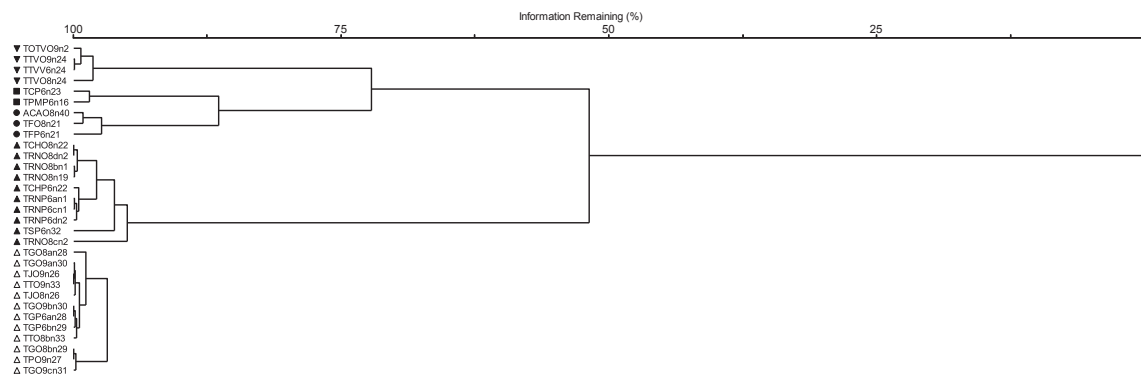 Information Remaining (%)
100 75 50 25
▼ TOTVO9n2
▼ TTVO9n24
▼ TTVV6n24
▼ TTVO8n24
■ TCP6n23
■ TPMP6n16
● ACAO8n40
● TFO8n21
● TFP6n21
▲ TCHO8n22
▲ TRNO8dn2
▲ TRNO8bn1
▲ TRNO8n19
▲ TCHP6n22
▲ TRNP6an1
▲ TRNP6cn1
▲ TRNP6dn2
▲ TSP6n32
▲ TRNO8cn2
△ TGO8an28
△ TGO9an30
△ TJO9n26
△ TTO9n33
△ TJO8n26
△ TGO9bn30
△ TGP6an28
△ TGP6bn29
△ TTO8bn33
△ TGO8bn29
△ TPO9n27
△ TGO9cn31